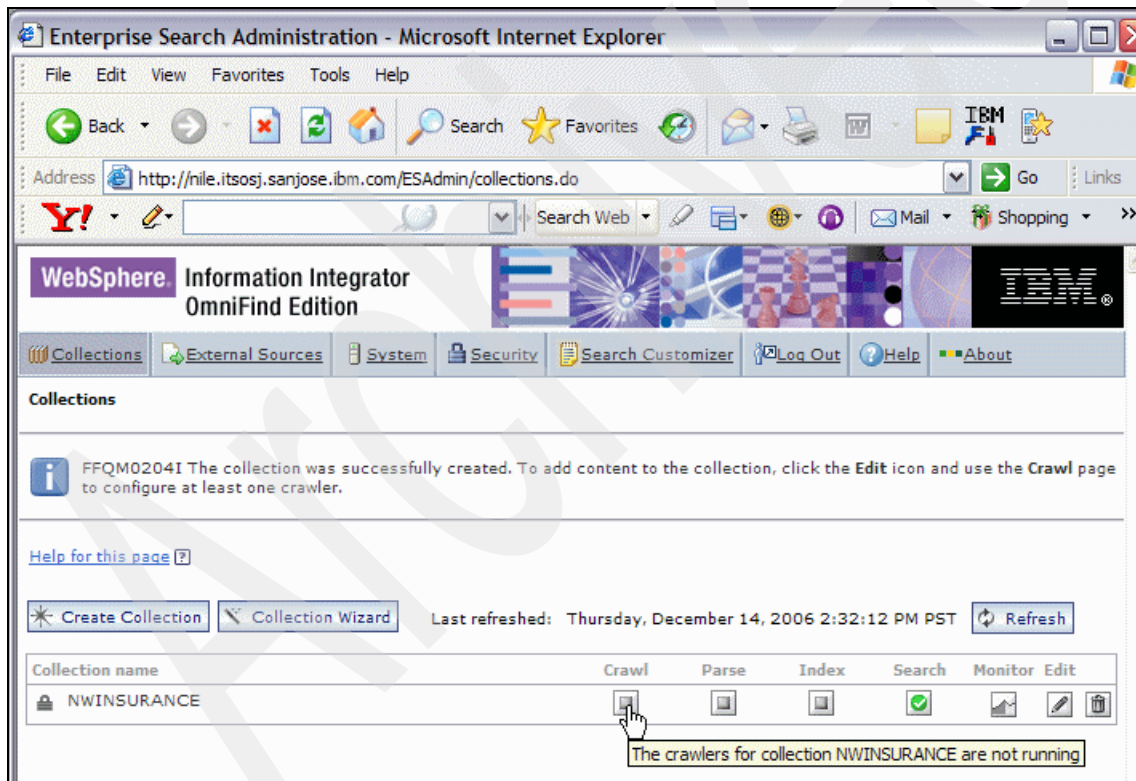 Enterprise Search Administration - Microsoft Internet Explorer
File Edit View Favorites Tools Help
Back Search Favorites IBM
Address http://nile.itsosj.sanjose.ibm.com/ESAdmin/collections.do Go Links
Y! Search Web Mail Shopping »
WebSphere. Information Integrator
OmniFind Edition
IBM®
Collections External Sources System Security Search Customizer Log Out Help About
Collections
FFQM0204I The collection was successfully created. To add content to the collection, click the Edit icon and use the Crawl page
to configure at least one crawler.
Help for this page ?
Create Collection Collection Wizard Last refreshed: Thursday, December 14, 2006 2:32:12 PM PST Refresh
Collection name Crawl Parse Index Search Monitor Edit
NWINSURANCE
The crawlers for collection NWINSURANCE are not running